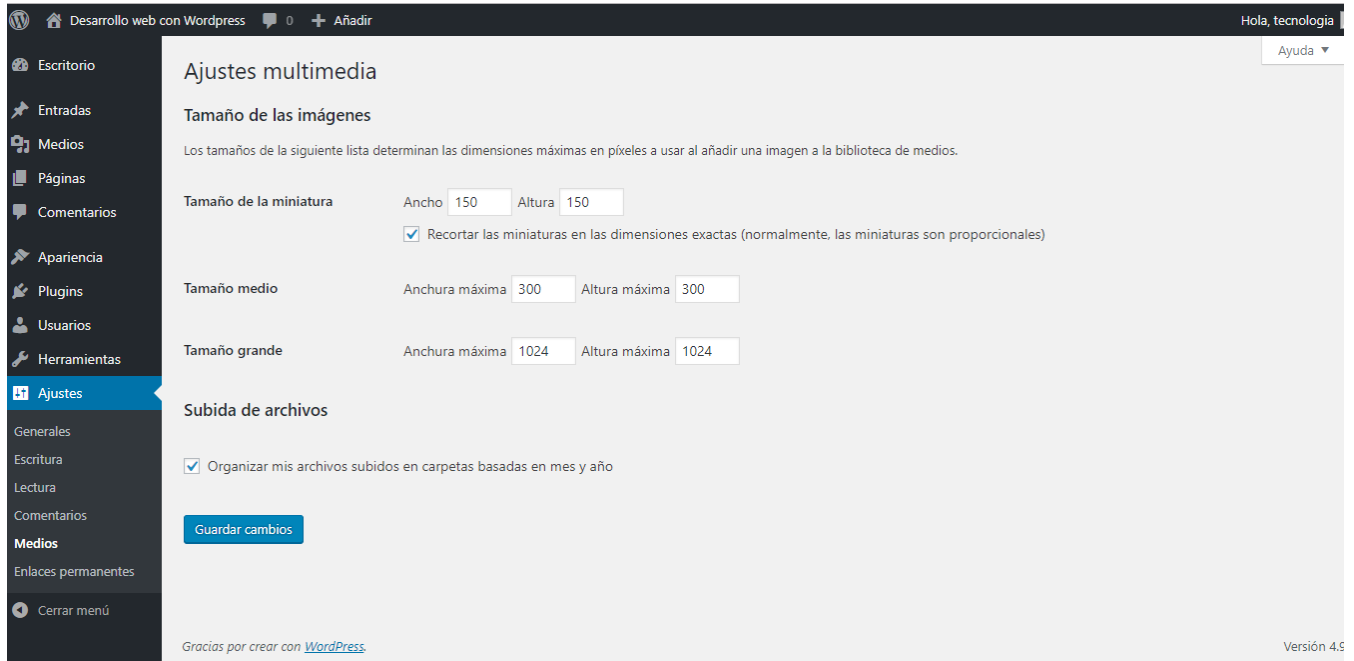 Desarrollo web con Wordpress 0 Añadir Hola, tecnologia
Ayuda
Escritorio
Entradas
Medios
Páginas
Comentarios
Apariencia
Plugins
Usuarios
Herramientas
Ajustes
Generales
Escritura
Lectura
Comentarios
Medios
Enlaces permanentes
Cerrar menú
Ajustes multimedia
Tamaño de las imágenes
Los tamaños de la siguiente lista determinan las dimensiones máximas en píxeles a usar al añadir una imagen a la biblioteca de medios.
Tamaño de la miniatura Ancho 150 Altura 150
Recortar las miniaturas en las dimensiones exactas (normalmente, las miniaturas son proporcionales)
Tamaño medio Anchura máxima 300 Altura máxima 300
Tamaño grande Anchura máxima 1024 Altura máxima 1024
Subida de archivos
Organizar mis archivos subidos en carpetas basadas en mes y año
Guardar cambios
Gracias por crear con WordPress. Versión 4.9